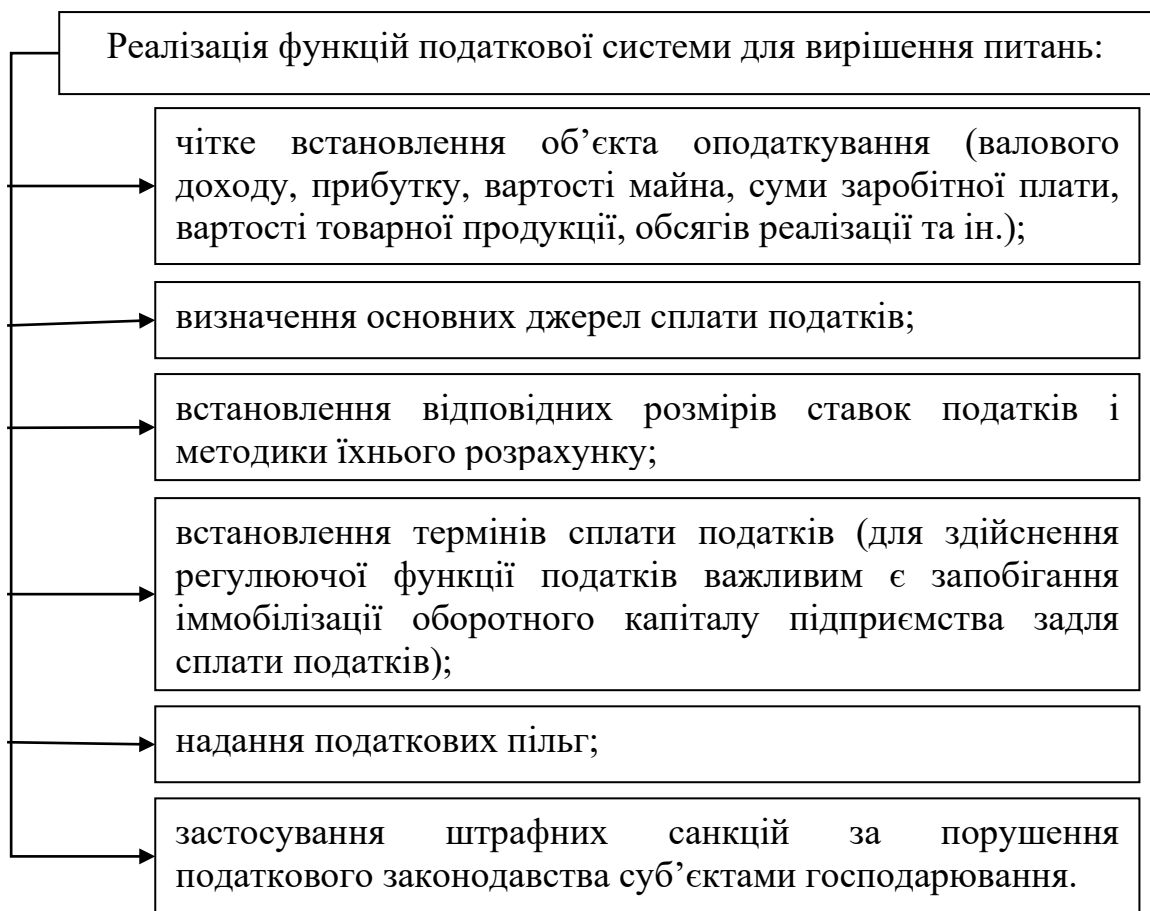 Реалізація функцій податкової системи для вирішення питань:
чітке встановлення об’єкта оподаткування (валового
доходу, прибутку, вартості майна, суми заробітної плати,
вартості товарної продукції, обсягів реалізації та ін.);
визначення основних джерел сплати податків;
встановлення відповідних розмірів ставок податків і
методики їхнього розрахунку;
встановлення термінів сплати податків (для здійснення
регулюючої функції податків важливим є запобігання
іммобілізації оборотного капіталу підприємства задля
сплати податків);
надання податкових пільг;
застосування штрафних санкцій за порушення
податкового законодавства суб’єктами господарювання.